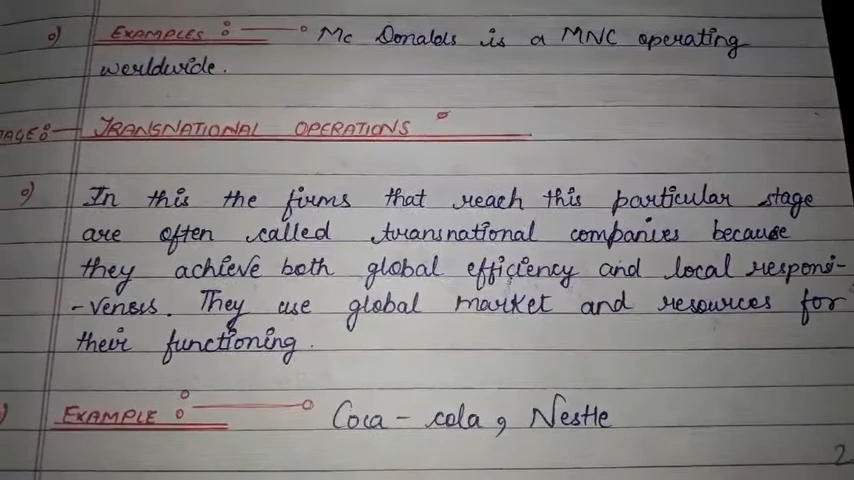 EXAMPLES :— Mc Donalds is a MNC operating
worldwide.
TRANSNATIONAL OPERATIONS :
In this the firms that reach this particular stage
are often called transnational companies because
they achieve both global efficiency and local responsi-
-veness. They use global market and resources for
their functioning.
EXAMPLE :— Coca - cola, Nestle
2